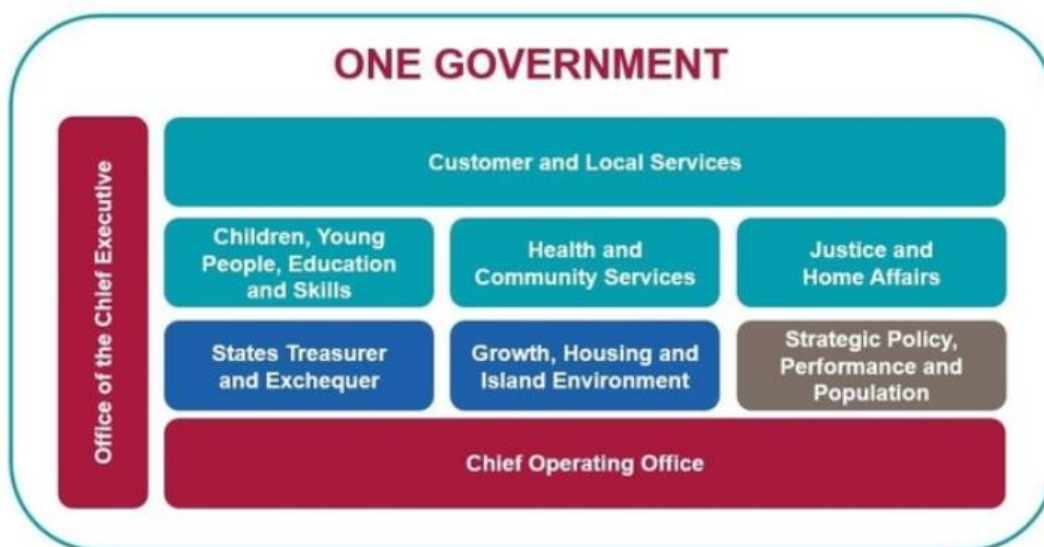 ONE GOVERNMENT
Office of the Chief Executive
Customer and Local Services
Children, Young
People, Education
and Skills
Health and
Community Services
Justice and
Home Affairs
States Treasurer
and Exchequer
Growth, Housing and
Island Environment
Strategic Policy,
Performance and
Population
Chief Operating Office